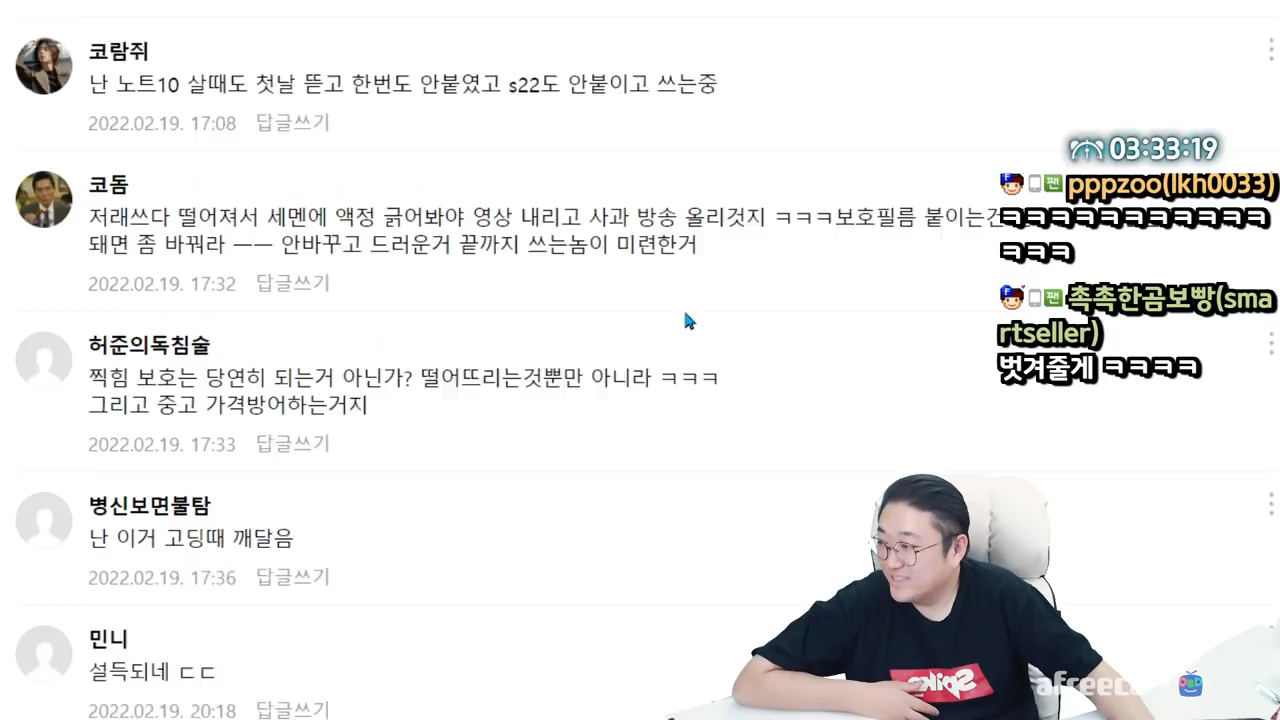 코람쥐
난 노트10 살때도 첫날 뜯고 한번도 안붙였고 s22도 안붙이고 쓰는중
2022.02.19. 17:08 답글쓰기
코돔
저래쓰다 떨어져서 세멘에 액정 긁어봐야 영상 내리고 사과 방송 올리것지 ㅋㅋㅋ보호필름 붙이는건
돼면 좀 바꿔라 ㅡㅡ 안바꾸고 드러운거 끝까지 쓰는놈이 미련한거
2022.02.19. 17:32 답글쓰기
허준의독침술
찍힘 보호는 당연히 되는거 아닌가? 떨어뜨리는것뿐만 아니라 ㅋㅋㅋ
그리고 중고 가격방어하는거지
2022.02.19. 17:33 답글쓰기
병신보면불탐
난 이거 고딩때 깨달음
2022.02.19. 17:36 답글쓰기
민니
설득되네 ㄷㄷ
2022.02.19. 20:18 답글쓰기
03:33:19
F 팬 pppzoo(lkh0033)
ㅋㅋㅋㅋㅋㅋㅋㅋㅋㅋㅋ
ㅋㅋㅋ
F 팬 촉촉한곰보빵(sma
rtseller)
벗겨줄게 ㅋㅋㅋㅋ
Spike